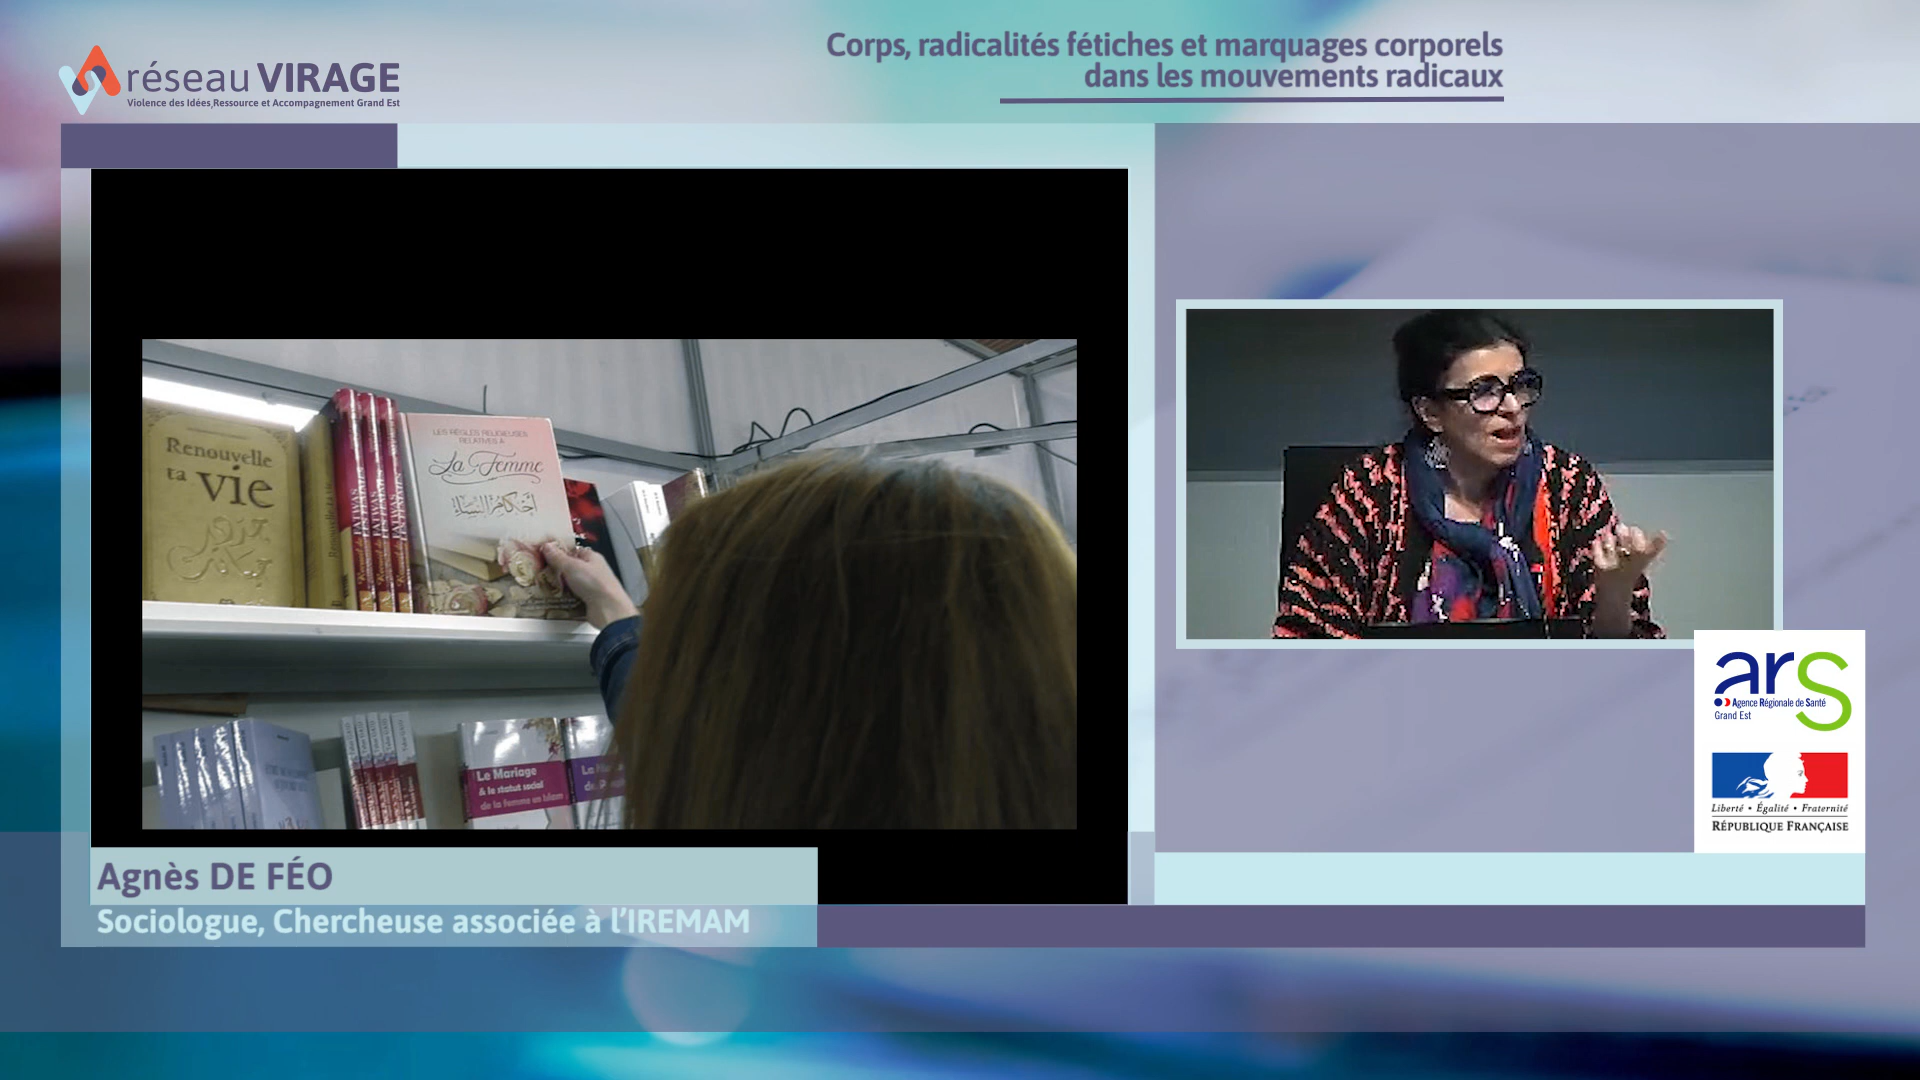 réseau VIRAGE
Violence des Idées,Ressource et Accompagnement Grand Est
Corps, radicalités fétiches et marquages corporels
dans les mouvements radicaux
Renouvelle
ta vie
FATWAS
FATWAS
FATWAS
LES RÈGLES RELIGIEUSES
RELATIVES À
La Femme
أحكام النساء
Le Mariage
& le statut social
de la femme en Islam
Agnès DE FÉO
Sociologue, Chercheuse associée à l'IREMAM
ars
Agence Régionale de Santé
Grand Est
Liberté • Égalité • Fraternité
RÉPUBLIQUE FRANÇAISE